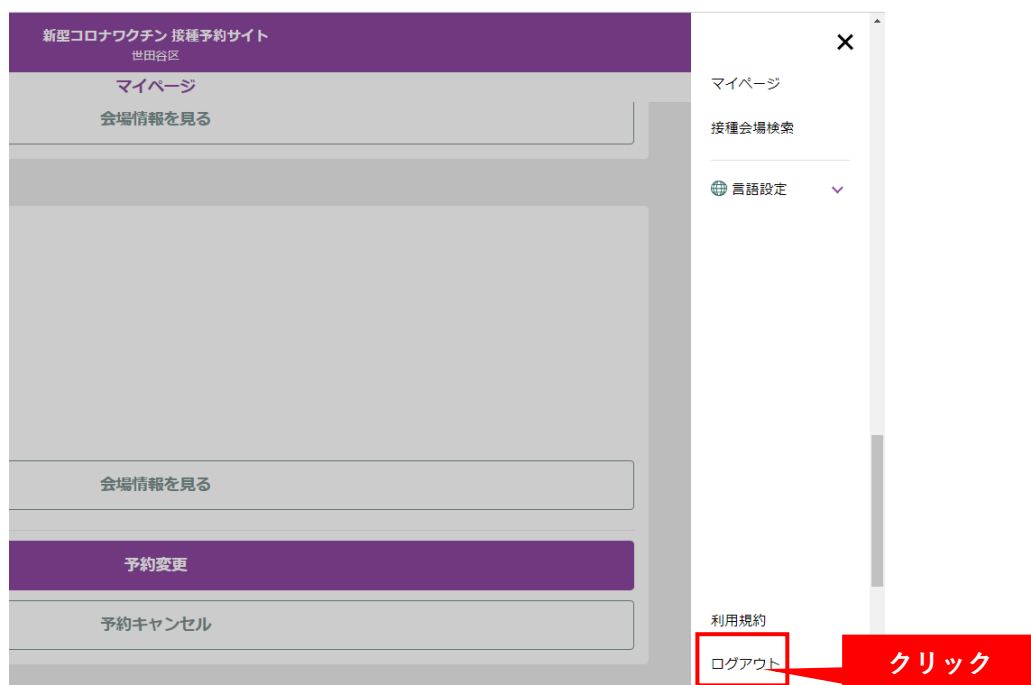 新型コロナワクチン 接種予約サイト
世田谷区
マイページ
会場情報を見る
会場情報を見る
予約変更
予約キャンセル
マイページ
接種会場検索
言語設定
利用規約
ログアウト
クリック